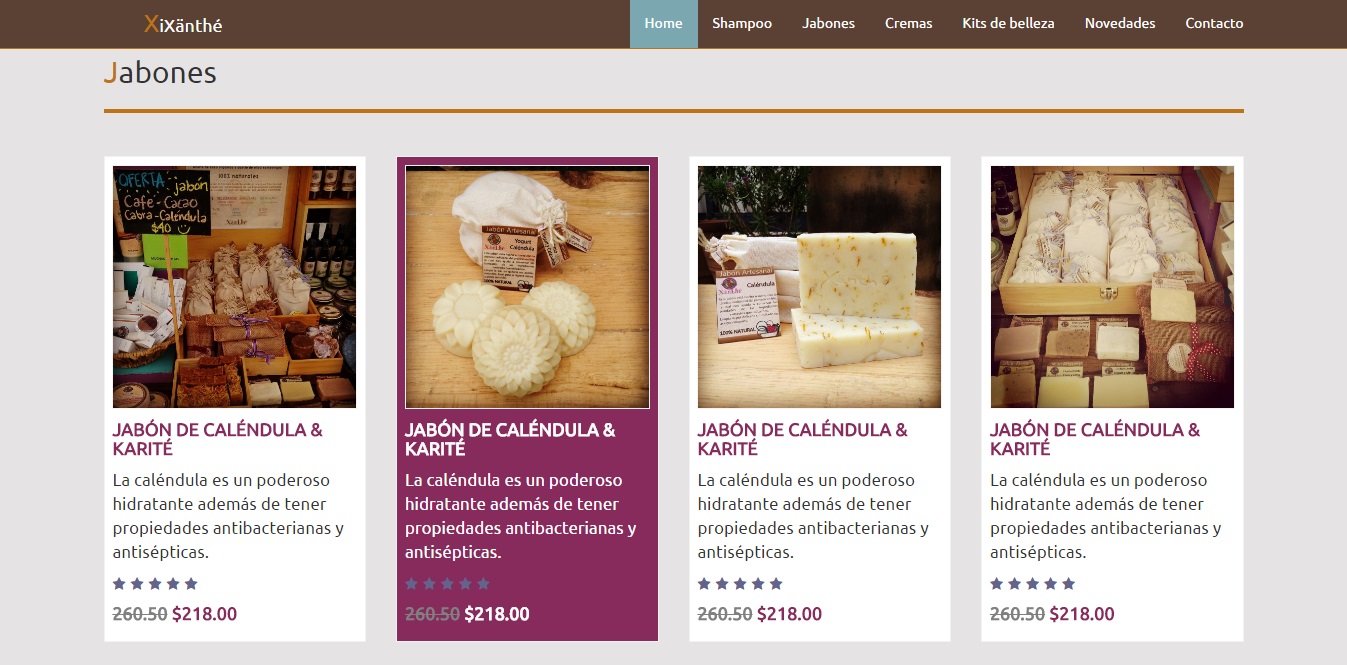 XiXänthé
Home Shampoo Jabones Cremas Kits de belleza Novedades Contacto
Jabones
OFERTA - jabón
Café - Cacao
Cabra - Caléndula
$40
100% naturales
JABÓN DE CALÉNDULA &
KARITÉ
La caléndula es un poderoso
hidratante además de tener
propiedades antibacterianas y
antisépticas.
260.50 $218.00
Jabón Artesanal
Yogurt
Caléndula
100% NATURAL
JABÓN DE CALÉNDULA &
KARITÉ
La caléndula es un poderoso
hidratante además de tener
propiedades antibacterianas y
antisépticas.
260.50 $218.00
Jabón Artesanal
Caléndula
100% NATURAL
JABÓN DE CALÉNDULA &
KARITÉ
La caléndula es un poderoso
hidratante además de tener
propiedades antibacterianas y
antisépticas.
260.50 $218.00
JABÓN DE CALÉNDULA &
KARITÉ
La caléndula es un poderoso
hidratante además de tener
propiedades antibacterianas y
antisépticas.
260.50 $218.00